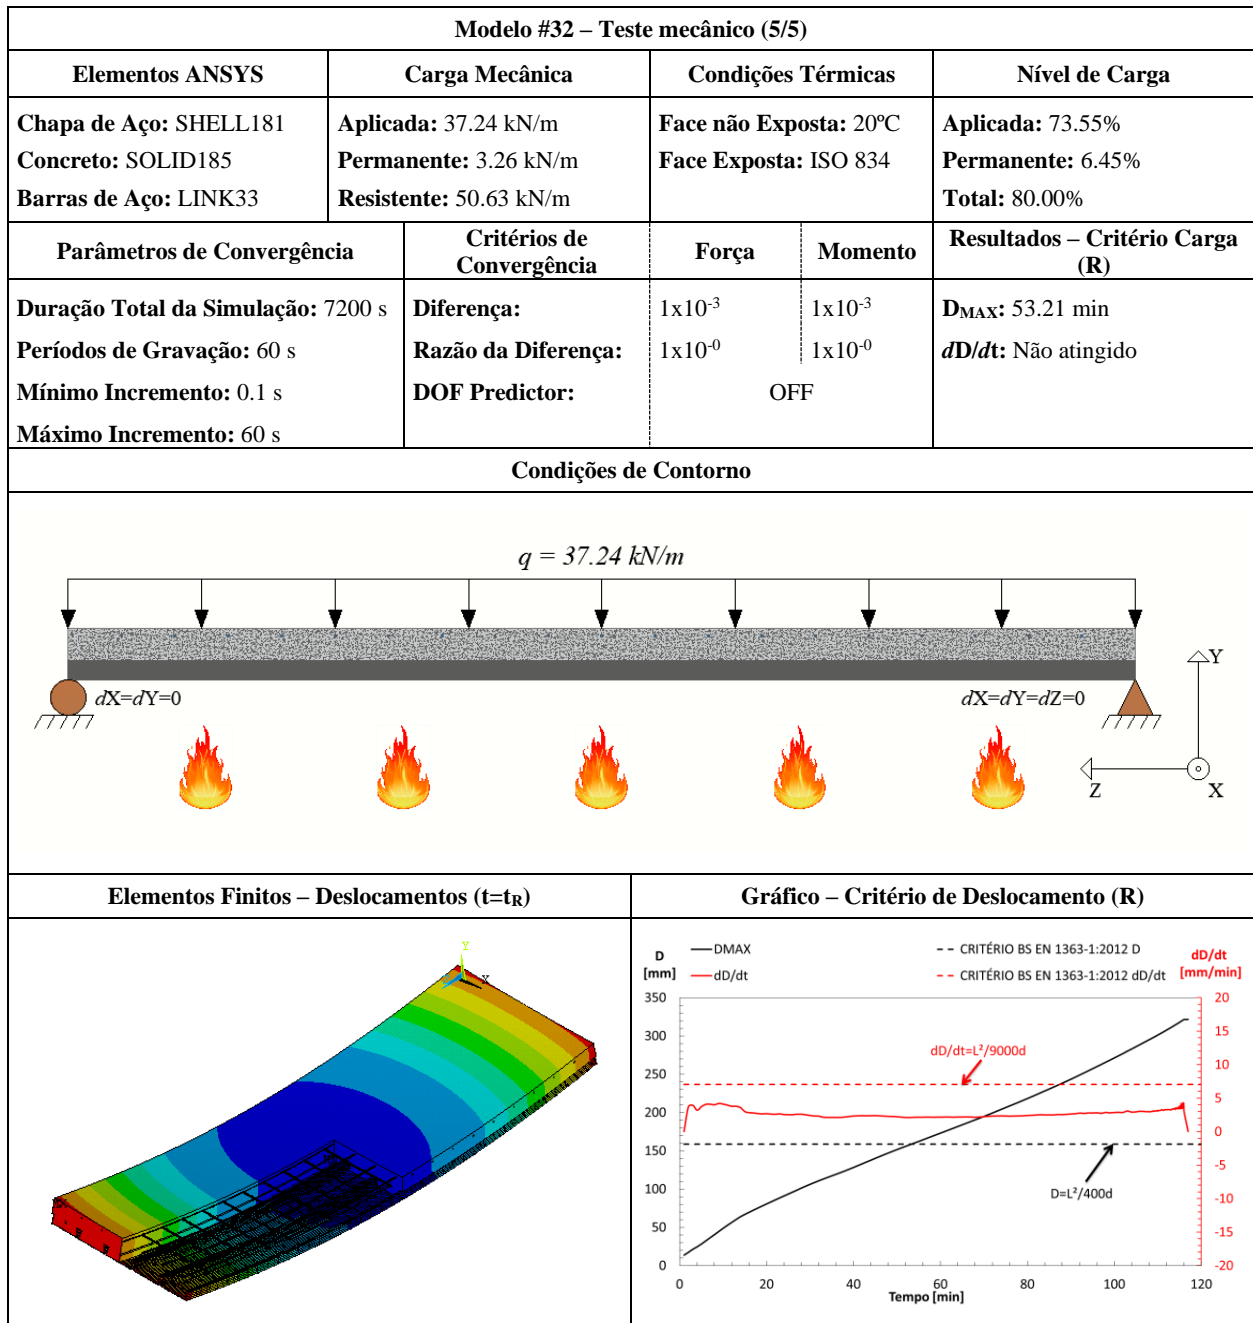 Modelo #32 – Teste mecânico (5/5)
Elementos ANSYS
Carga Mecânica
Condições Térmicas
Nível de Carga
Chapa de Aço: SHELL181
Concreto: SOLID185
Barras de Aço: LINK33
Aplicada: 37.24 kN/m
Permanente: 3.26 kN/m
Resistente: 50.63 kN/m
Face não Exposta: 20ºC
Face Exposta: ISO 834
Aplicada: 73.55%
Permanente: 6.45%
Total: 80.00%
Parâmetros de Convergência
Critérios de
Convergência
Força
Momento
Resultados – Critério Carga
(R)
Duração Total da Simulação: 7200 s
Períodos de Gravação: 60 s
Mínimo Incremento: 0.1 s
Máximo Incremento: 60 s
Diferença: 1x10⁻³ 1x10⁻³
Razão da Diferença: 1x10⁻⁰ 1x10⁻⁰
DOF Predictor: OFF
DMAX: 53.21 min
dD/dt: Não atingido
Condições de Contorno
q = 37.24 kN/m
dX=dY=0
dX=dY=dZ=0
Y
Z
X
Elementos Finitos – Deslocamentos (t=tR)
Gráfico – Critério de Deslocamento (R)
Y
X
D
[mm]
DMAX
dD/dt
CRITÉRIO BS EN 1363-1:2012 D
CRITÉRIO BS EN 1363-1:2012 dD/dt
dD/dt
[mm/min]
350
300
250
200
150
100
50
0
20
15
10
5
0
-5
-10
-15
-20
dD/dt=L²/9000d
D=L²/400d
0 20 40 60 80 100 120
Tempo [min]